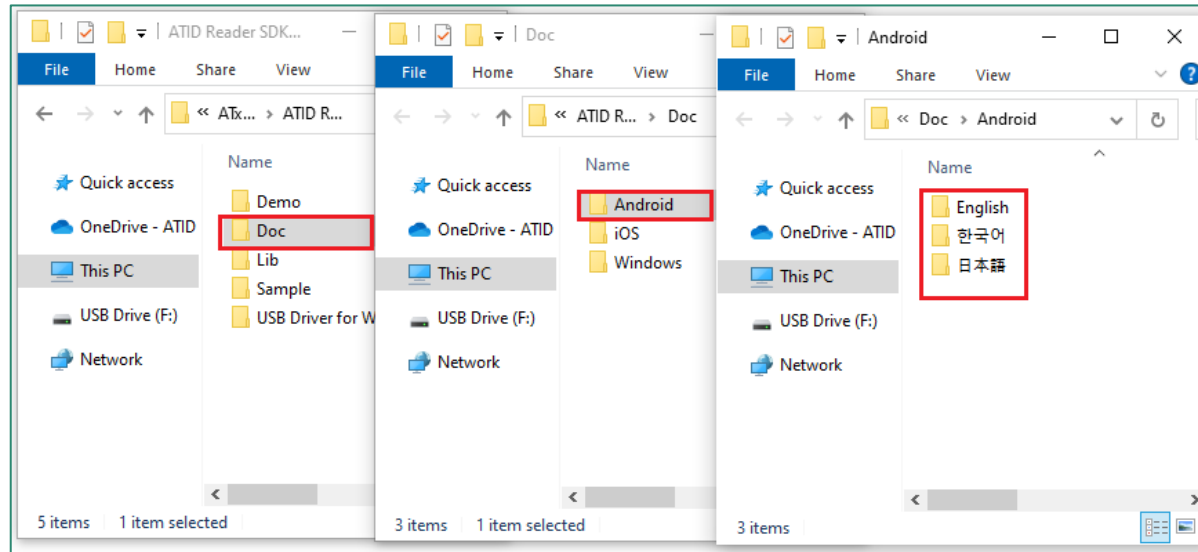 ATID Reader SDK...
File Home Share View
« ATx... > ATID R...
Name
Quick access
OneDrive - ATID
This PC
USB Drive (F:)
Network
Demo
Doc
Lib
Sample
USB Driver for W
5 items 1 item selected
Doc
File Home Share View
« ATID R... > Doc
Name
Quick access
OneDrive - ATID
This PC
USB Drive (F:)
Network
Android
iOS
Windows
3 items 1 item selected
Android
File Home Share View
« Doc > Android
Name
Quick access
OneDrive - ATID
This PC
USB Drive (F:)
Network
English
한국어
日本語
3 items